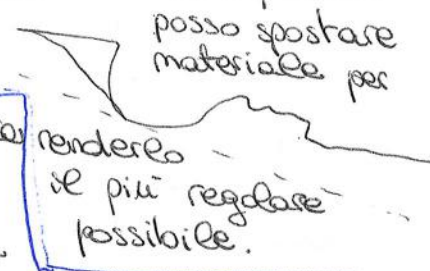 posso spostare
materiale per
renderlo
il più regolare
possibile.